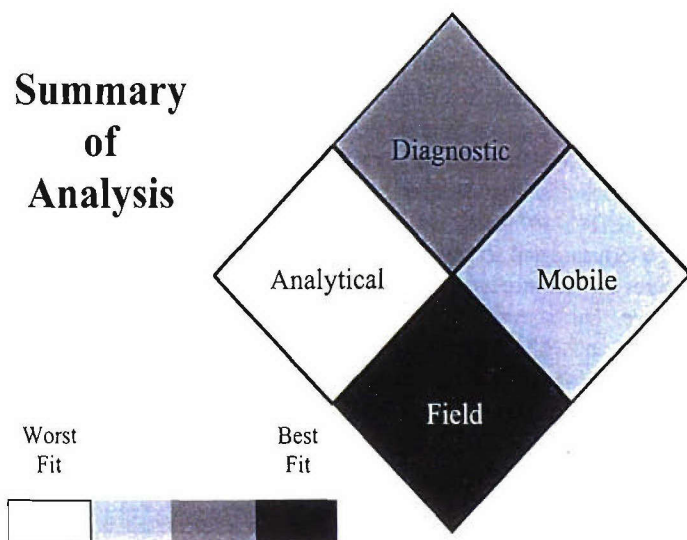 Summary
of
Analysis
Diagnostic
Analytical
Mobile
Field
Worst
Fit
Best
Fit